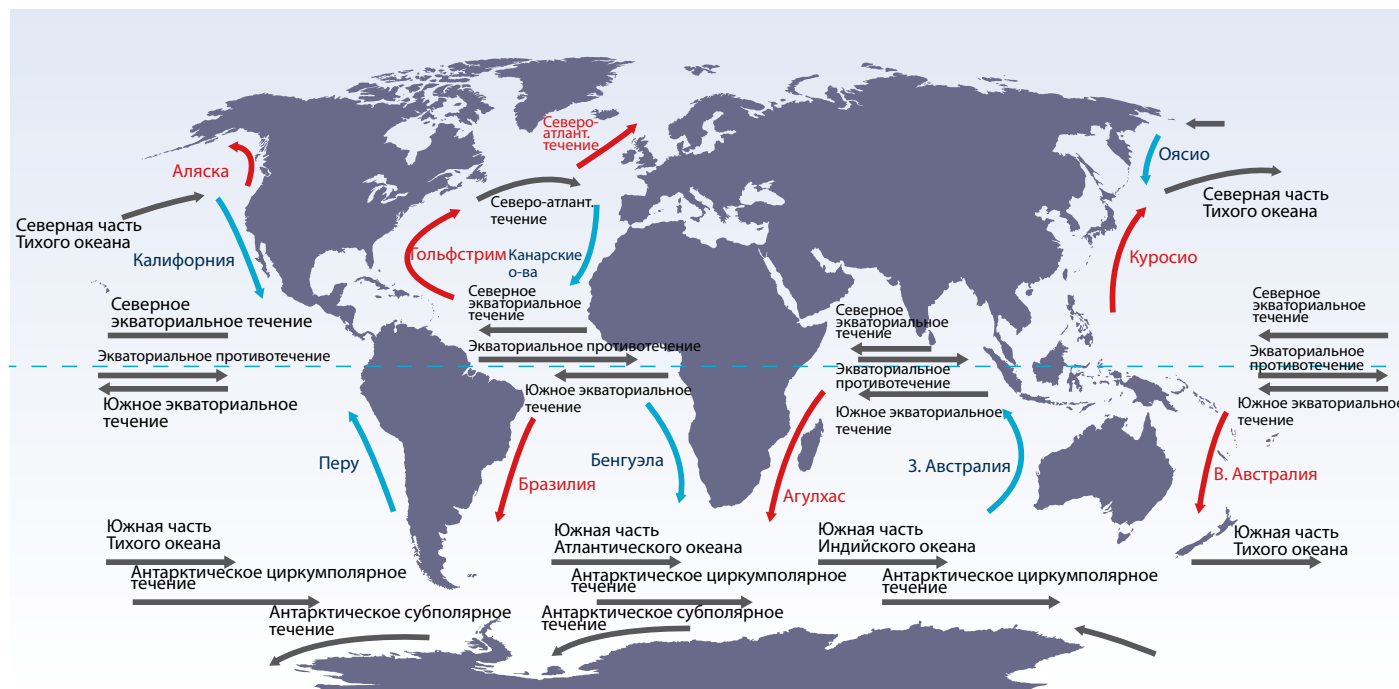 Северо-
атлант.
течение
Аляска
Оясио
Северо-атлант.
течение
Северная часть
Тихого океана
Северная часть
Тихого океана
Калифорния
Гольфстрим
Канарские
о-ва
Куросио
Северное
экваториальное течение
Северное
экваториальное
течение
Северное
экваториальное
течение
Северное
экваториальное
течение
Экваториальное противотечение
Экваториальное противотечение
Экваториальное
противотечение
Экваториальное
противотечение
Южное экваториальное
течение
Южное экваториальное
течение
Южное экваториальное
течение
Южное экваториальное
течение
Перу
Бразилия
Бенгуэла
Агулхас
З. Австралия
В. Австралия
Южная часть
Тихого океана
Южная часть
Атлантического океана
Южная часть
Индийского океана
Южная часть
Тихого океана
Антарктическое циркумполярное
течение
Антарктическое циркумполярное
течение
Антарктическое циркумполярное
течение
Антарктическое субполярное
течение
Антарктическое субполярное
течение